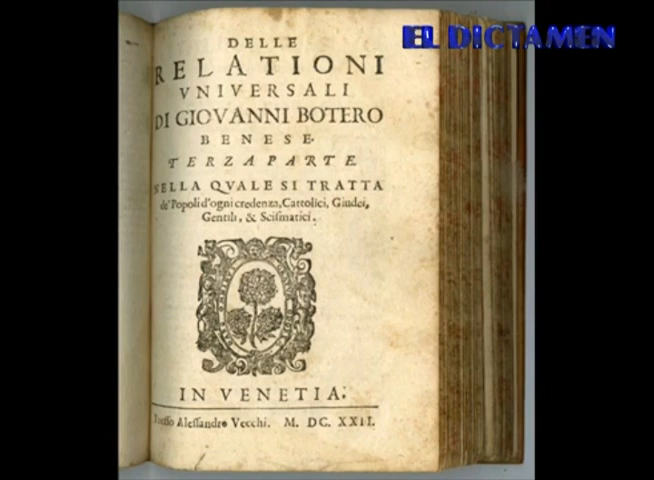 EL DICTAMEN
DELLE
RELATIONI
VNIVERSALI
DI GIOVANNI BOTERO
BENESE.
TERZA PARTE
NELLA QVALE SI TRATTA
de' Popoli d'ogni credenza, Cattolici, Giudei,
Gentili, & Scismatici.
IN VENETIA.
Presso Alessandro Vecchi. M. DC. XXII.